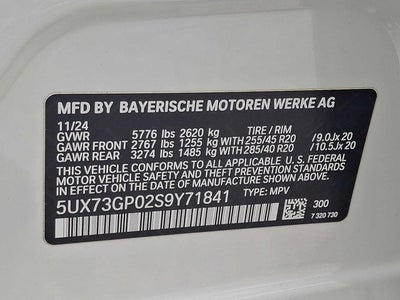 MFD BY BAYERISCHE MOTOREN WERKE AG
11/24
GVWR 5776 lbs 2620 kg TIRE / RIM
GAWR FRONT 2767 lbs 1255 kg WITH 255/45 R20 /9.0Jx 20
GAWR REAR 3274 lbs 1485 kg WITH 285/40 R20 /10.5Jx 20
THIS VEHICLE CONFORMS TO ALL APPLICABLE
FEDERAL MOTOR VEHICLE SAFETY AND THEFT PREVENTION
STANDARDS IN EFFECT ON THE DATE OF MANUFACTURE
SHOWN ABOVE.
5UX73GP02S9Y71841 TYPE: MPV
300
7 320 730